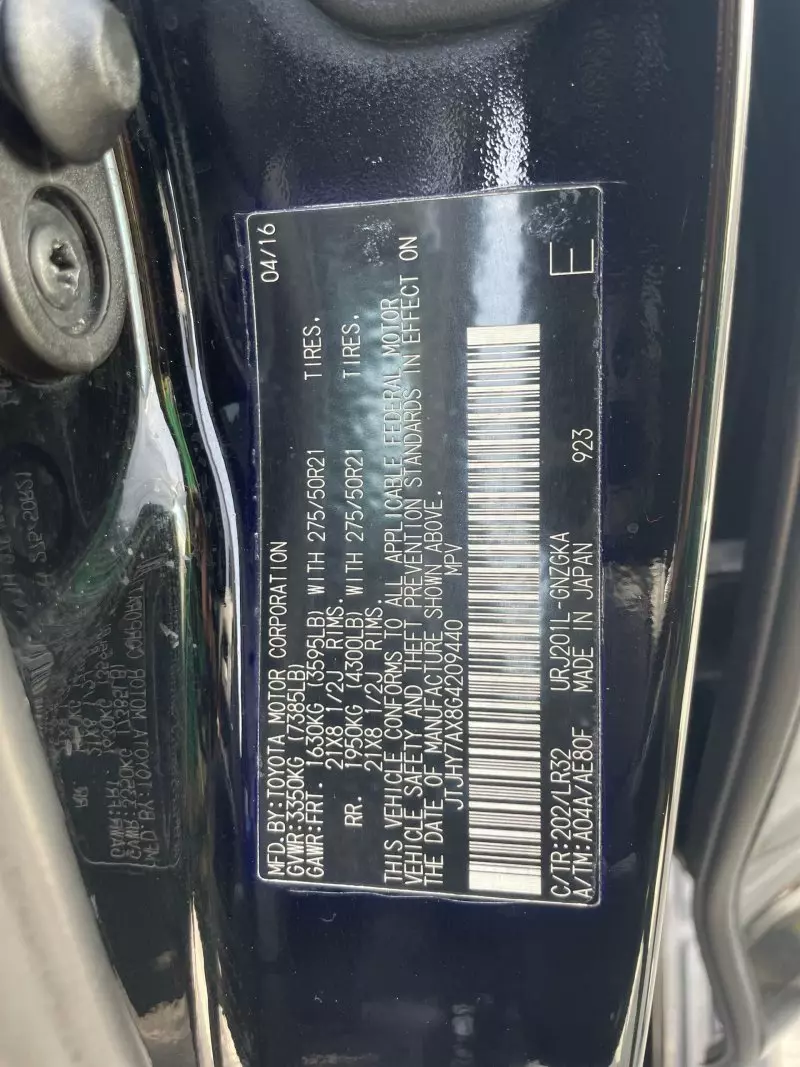 MFD.BY:TOYOTA MOTOR CORPORATION 04/16
GVWR:3350KG (7385LB)
GAWR:FRT. 1630KG (3595LB) WITH 275/50R21 TIRES.
21X8 1/2J RIMS.
RR. 1950KG (4300LB) WITH 275/50R21 TIRES.
21X8 1/2J RIMS.
THIS VEHICLE CONFORMS TO ALL APPLICABLE FEDERAL MOTOR
VEHICLE SAFETY AND THEFT PREVENTION STANDARDS IN EFFECT ON
THE DATE OF MANUFACTURE SHOWN ABOVE.
JTJHY7AX8G4209440 MPV
C/TR:202/LR32 URJ201L-GNZGKA E
A/TM:A04A/AE80F MADE IN JAPAN 923